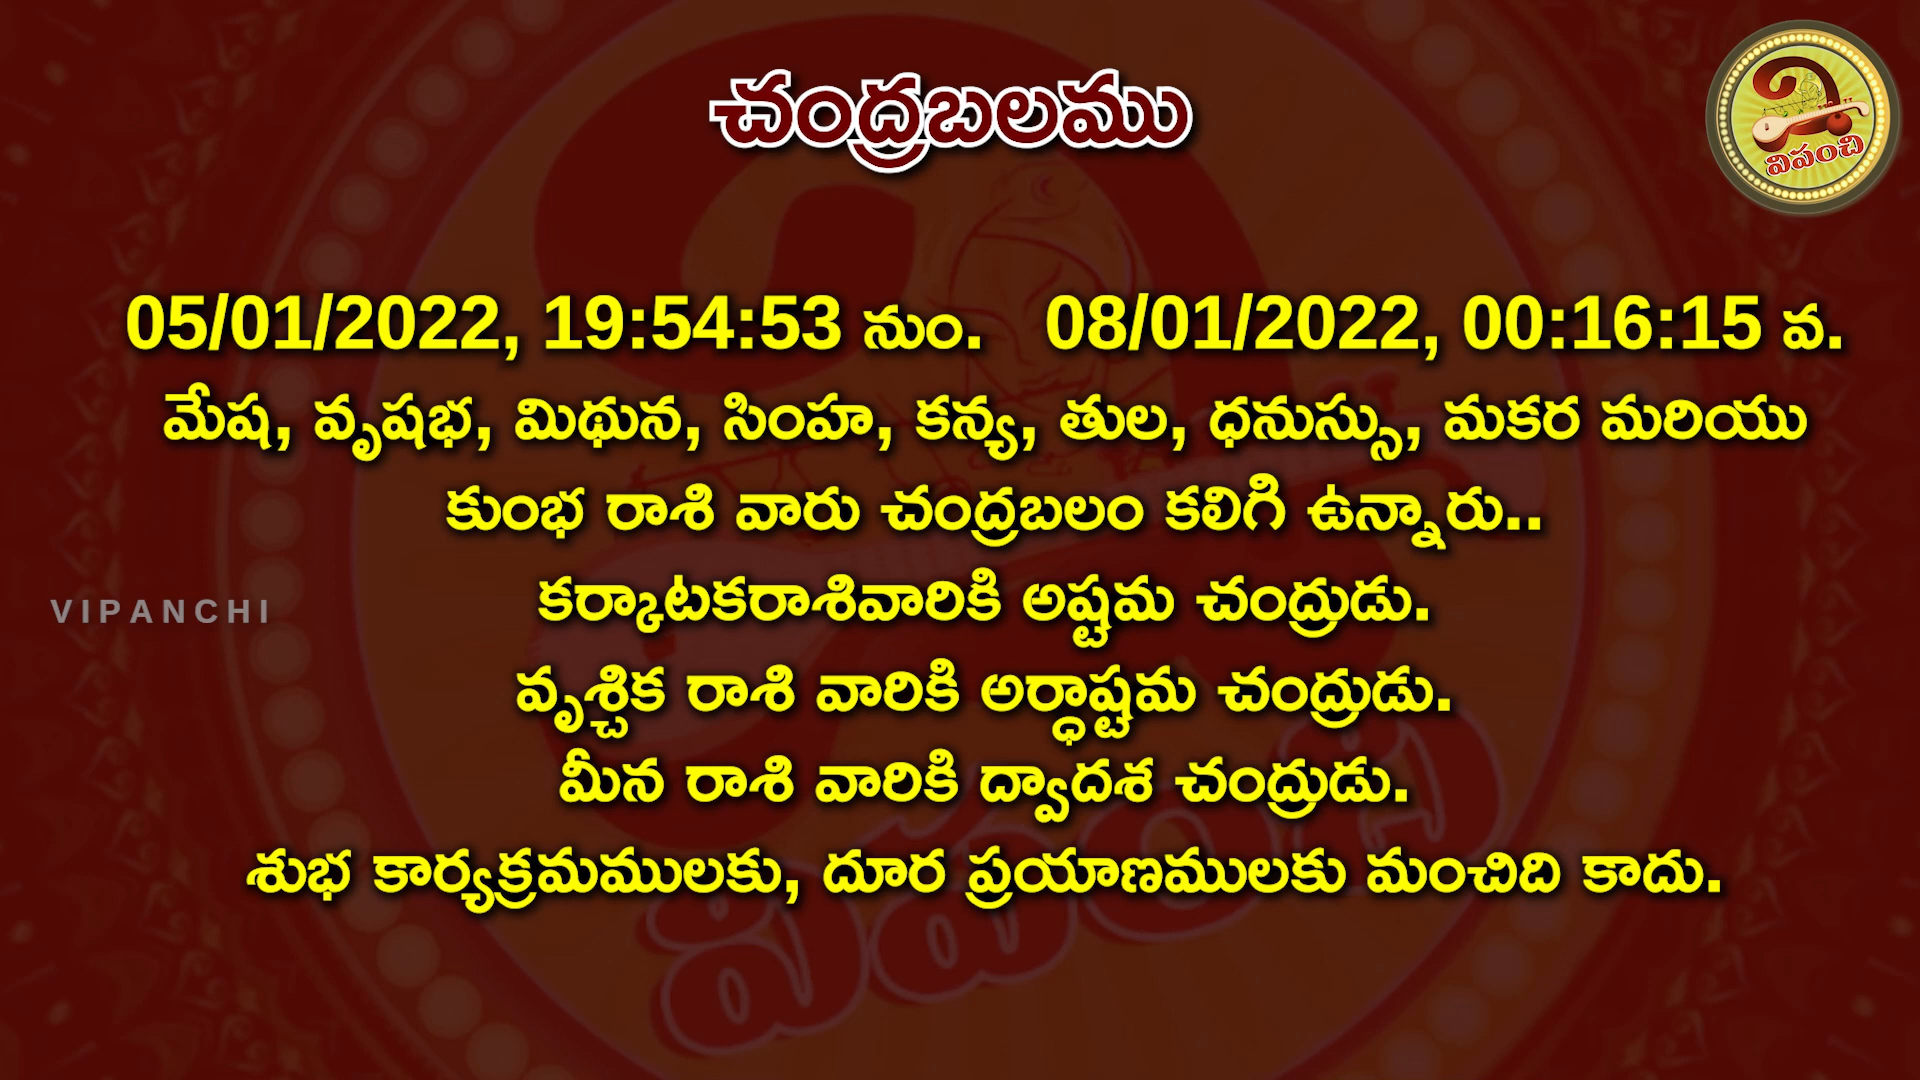 చంద్రబలము
విపంచి
05/01/2022, 19:54:53 నుం. 08/01/2022, 00:16:15 వ.
మేష, వృషభ, మిథున, సింహ, కన్య, తుల, ధనుస్సు, మకర మరియు
కుంభ రాశి వారు చంద్రబలం కలిగి ఉన్నారు..
కర్కాటకరాశివారికి అష్టమ చంద్రుడు.
VIPANCHI
వృశ్చిక రాశి వారికి అర్ధాష్టమ చంద్రుడు.
మీన రాశి వారికి ద్వాదశ చంద్రుడు.
శుభ కార్యక్రమములకు, దూర ప్రయాణములకు మంచిది కాదు.
విపంచి